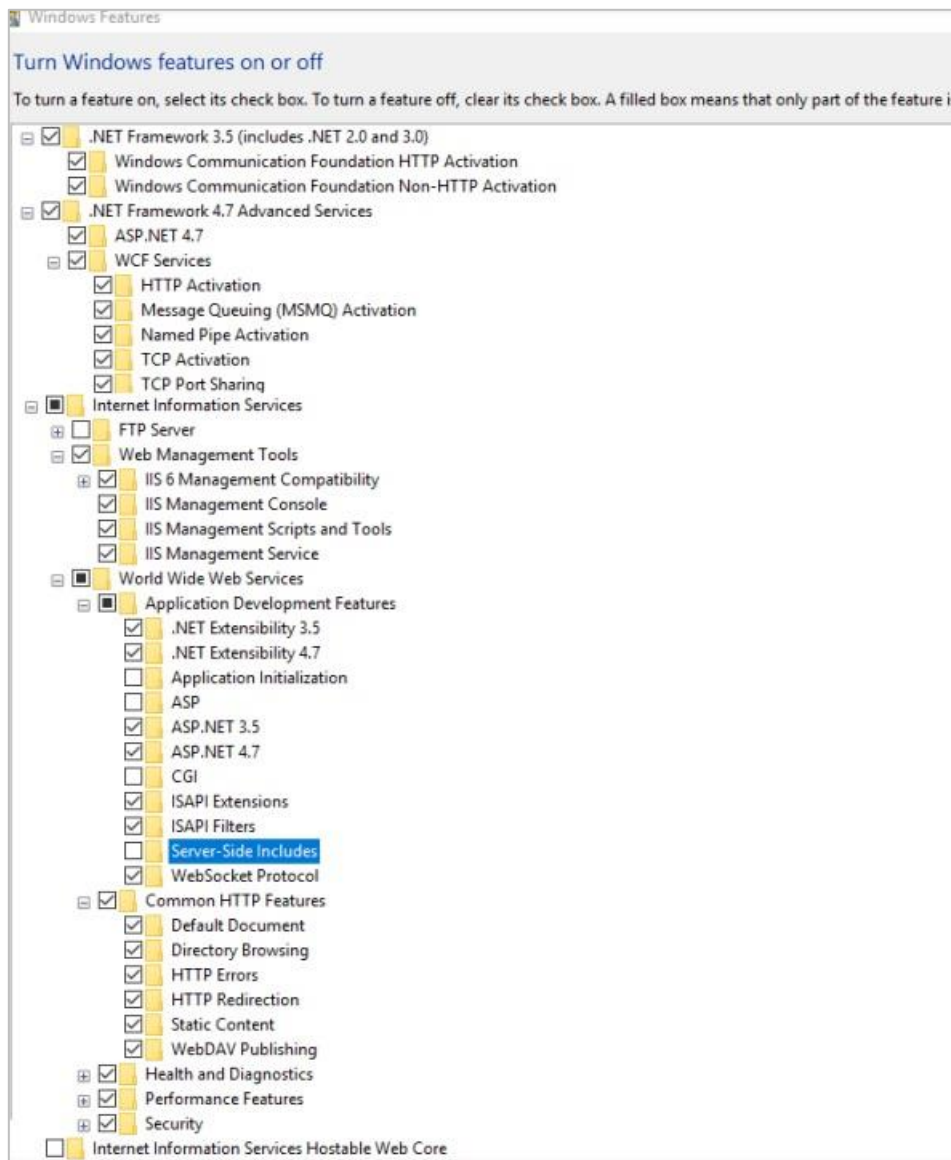 Windows Features
Turn Windows features on or off
To turn a feature on, select its check box. To turn a feature off, clear its check box. A filled box means that only part of the feature i
.NET Framework 3.5 (includes .NET 2.0 and 3.0)
Windows Communication Foundation HTTP Activation
Windows Communication Foundation Non-HTTP Activation
.NET Framework 4.7 Advanced Services
ASP.NET 4.7
WCF Services
HTTP Activation
Message Queuing (MSMQ) Activation
Named Pipe Activation
TCP Activation
TCP Port Sharing
Internet Information Services
FTP Server
Web Management Tools
IIS 6 Management Compatibility
IIS Management Console
IIS Management Scripts and Tools
IIS Management Service
World Wide Web Services
Application Development Features
.NET Extensibility 3.5
.NET Extensibility 4.7
Application Initialization
ASP
ASP.NET 3.5
ASP.NET 4.7
CGI
ISAPI Extensions
ISAPI Filters
Server-Side Includes
WebSocket Protocol
Common HTTP Features
Default Document
Directory Browsing
HTTP Errors
HTTP Redirection
Static Content
WebDAV Publishing
Health and Diagnostics
Performance Features
Security
Internet Information Services Hostable Web Core